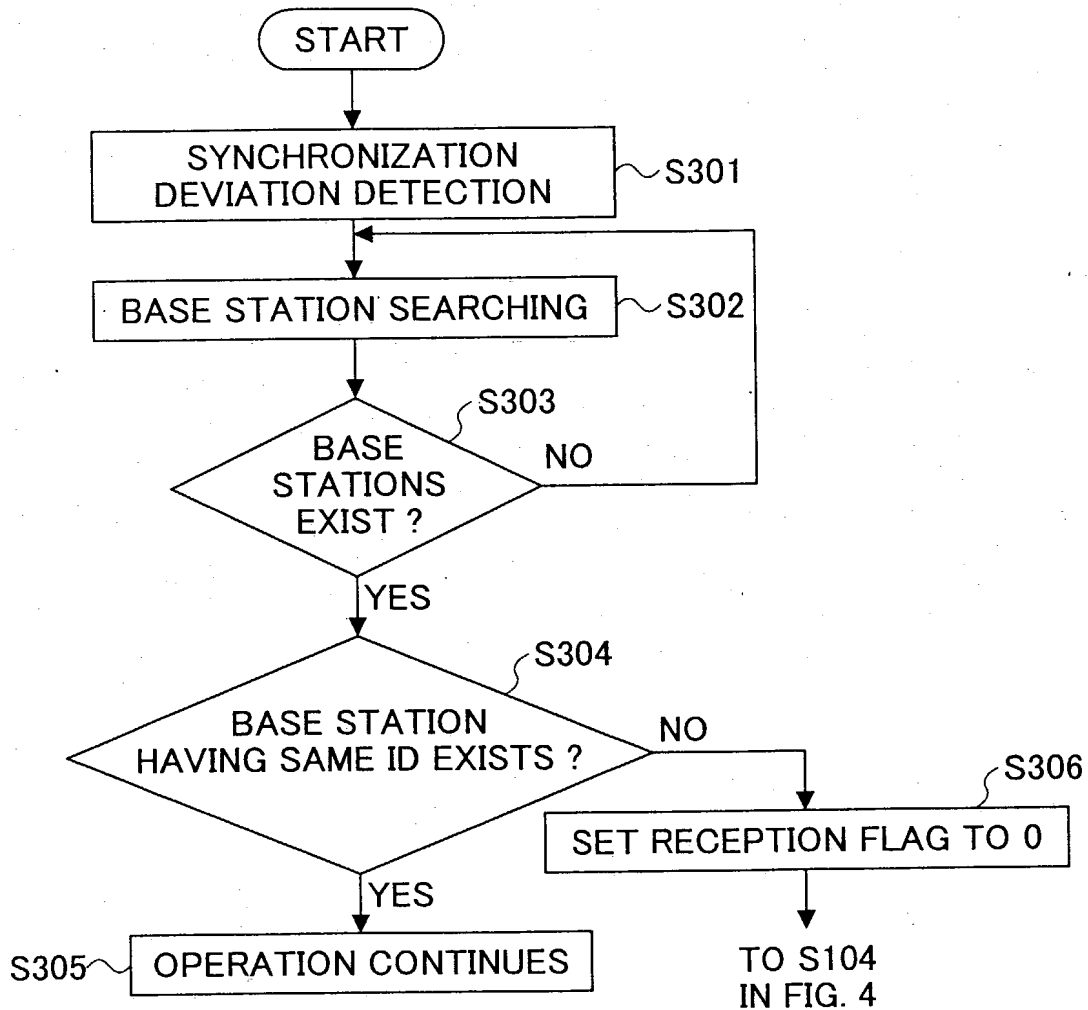 START
SYNCHRONIZATION
DEVIATION DETECTION
S301
BASE STATION SEARCHING
S302
S303
BASE
STATIONS
EXIST ?
NO
YES
S304
BASE STATION
HAVING SAME ID EXISTS ?
NO
S306
SET RECEPTION FLAG TO 0
YES
S305
OPERATION CONTINUES
TO S104
IN FIG. 4